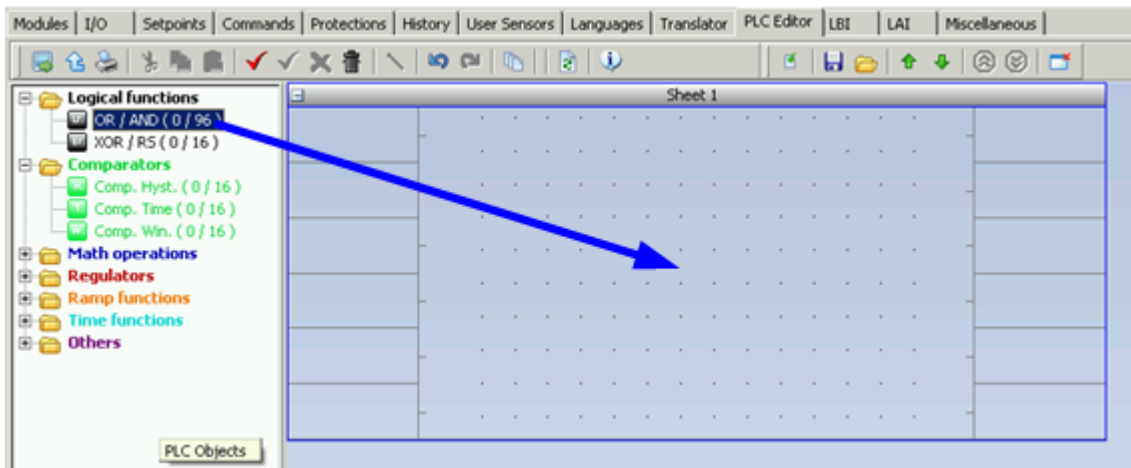 Modules I/O Setpoints Commands Protections History User Sensors Languages Translator PLC Editor LBI LAI Miscellaneous
Sheet 1
Logical functions
OR / AND ( 0 / 96 )
XOR / RS ( 0 / 16 )
Comparators
Comp. Hyst. ( 0 / 16 )
Comp. Time ( 0 / 16 )
Comp. Win. ( 0 / 16 )
Math operations
Regulators
Ramp functions
Time functions
Others
PLC Objects